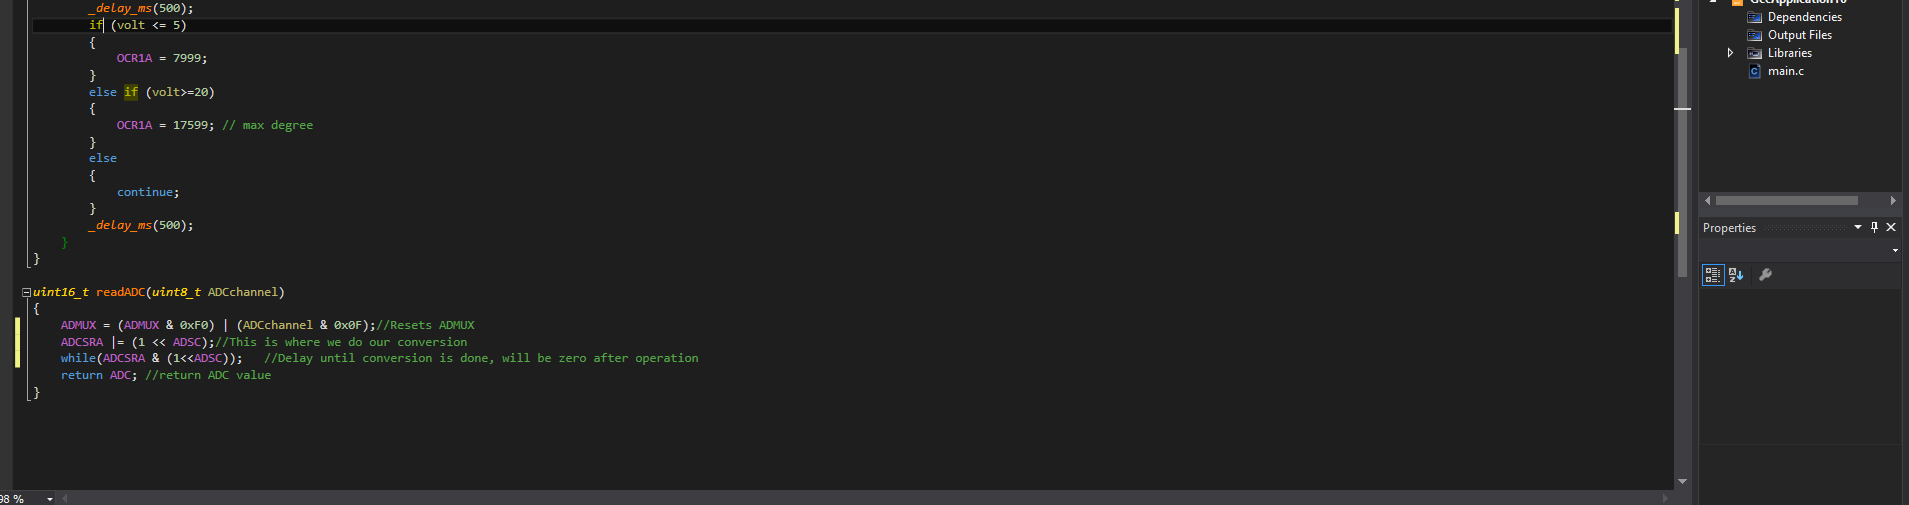 _delay_ms(500);
if (volt <= 5)
{
OCR1A = 7999;
}
else if (volt>=20)
{
OCR1A = 17599; // max degree
}
else
{
continue;
}
_delay_ms(500);
}
}
uint16_t readADC(uint8_t ADCchannel)
{
ADMUX = (ADMUX & 0xF0) | (ADCchannel & 0x0F);//Resets ADMUX
ADCSRA |= (1 << ADSC);//This is where we do our conversion
while(ADCSRA & (1<<ADSC));   //Delay until conversion is done, will be zero after operation
return ADC; //return ADC value
}
98 %
Dependencies
Output Files
Libraries
main.c
Properties